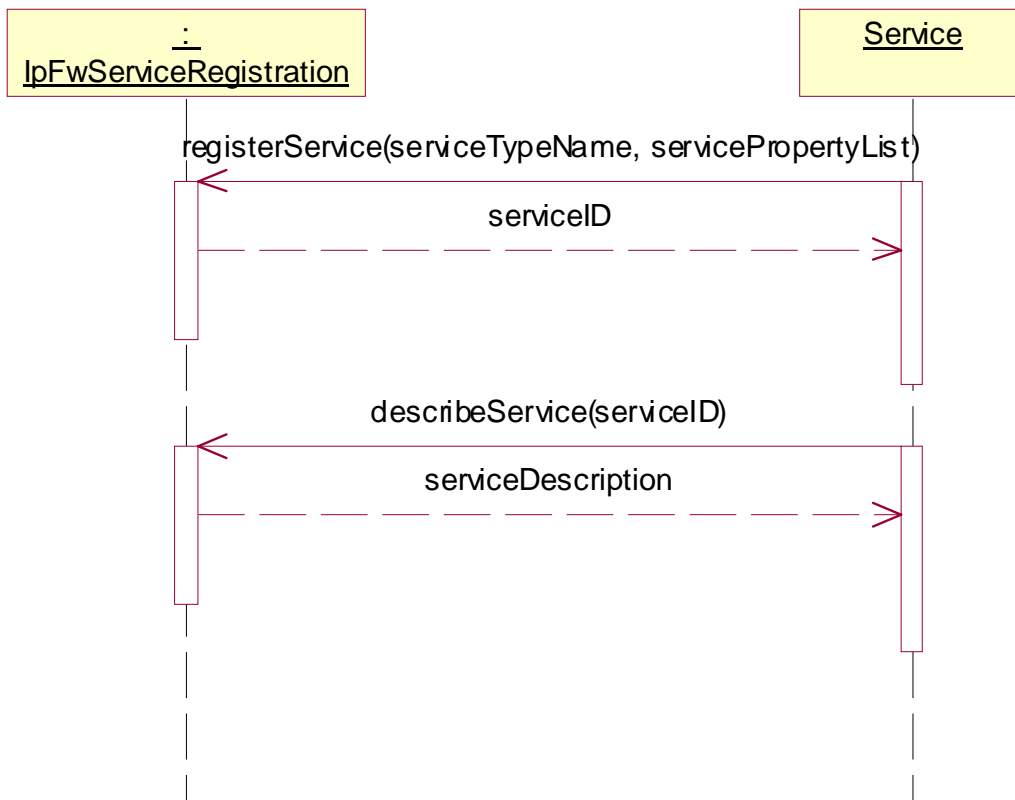 :
IpFwServiceRegistration
Service
registerService(serviceTypeName, servicePropertyList)
serviceID
describeService(serviceID)
serviceDescription